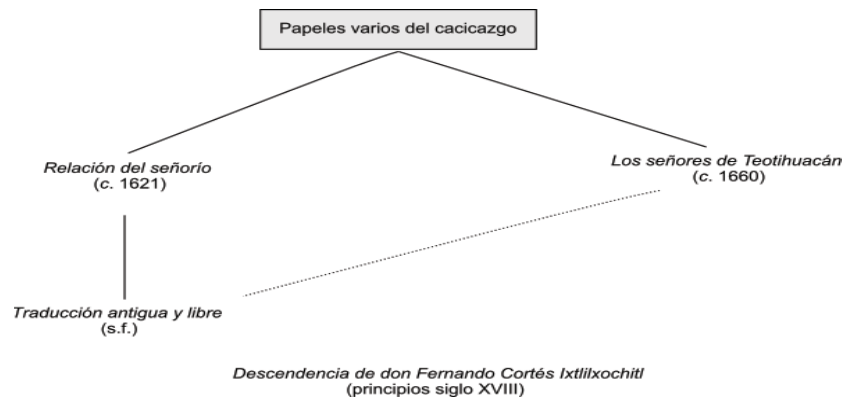 Papeles varios del cacicazgo
Relación del señorío
(c. 1621)
Los señores de Teotihuacán
(c. 1660)
Traducción antigua y libre
(s.f.)
Descendencia de don Fernando Cortés Ixtlilxochitl
(principios siglo XVIII)